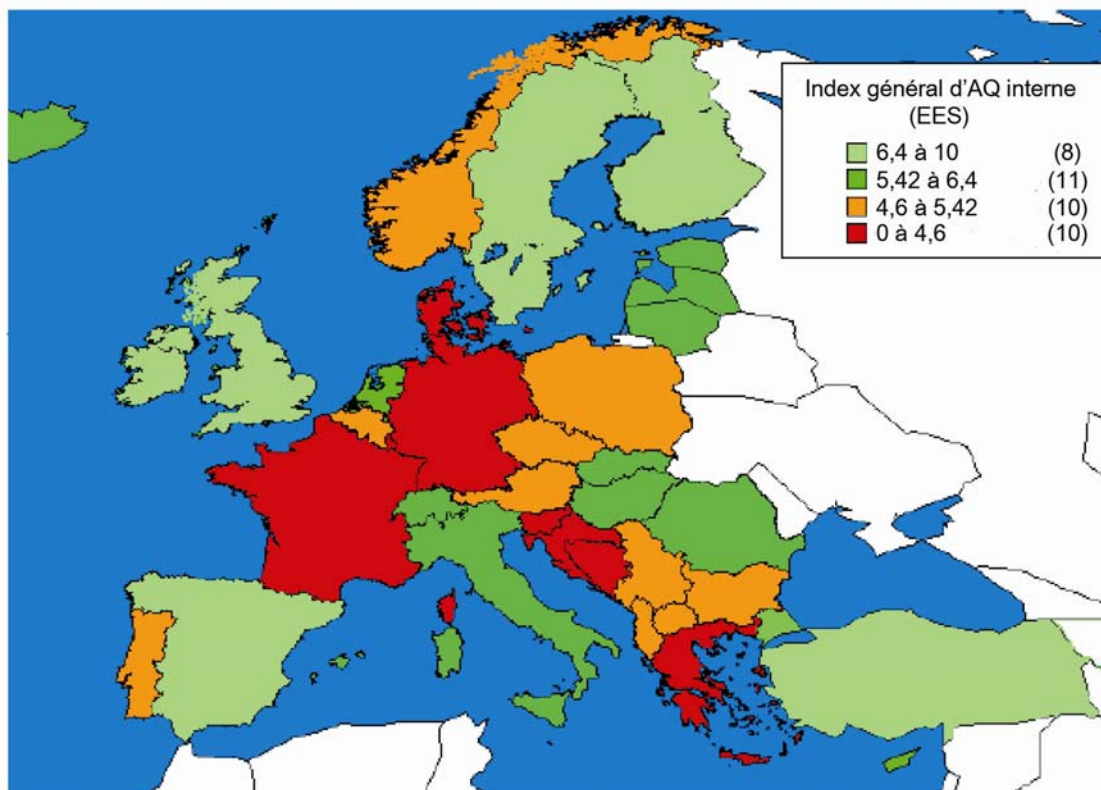 Index général d'AQ interne
(EES)
6,4 à 10 (8)
5,42 à 6,4 (11)
4,6 à 5,42 (10)
0 à 4,6 (10)